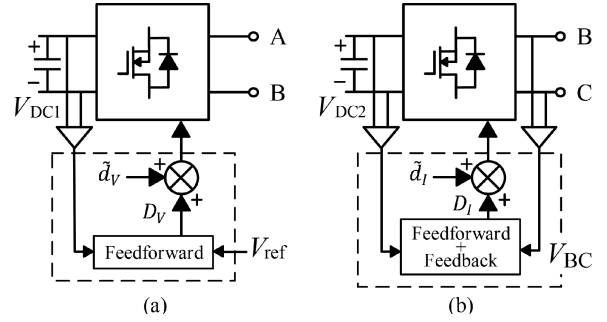 +
−
V_DC1
A
B
d̃_V
+
+
D_V
Feedforward
V_ref
(a)
+
−
V_DC2
B
C
d̃_I
+
+
D_I
Feedforward
+
Feedback
V_BC
(b)